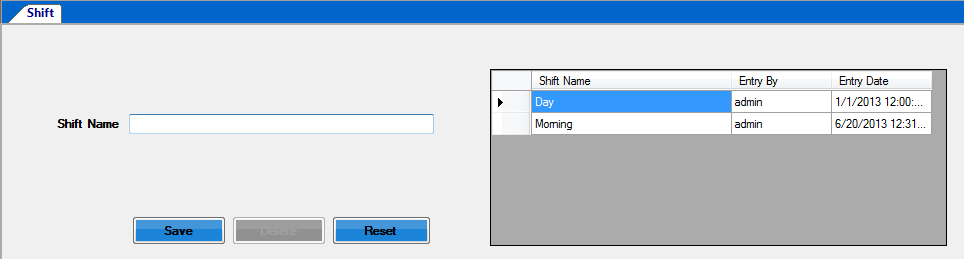 Shift
Shift Name Entry By Entry Date
Day admin 1/1/2013 12:00:...
Morning admin 6/20/2013 12:31...
Shift Name
Save Delete Reset